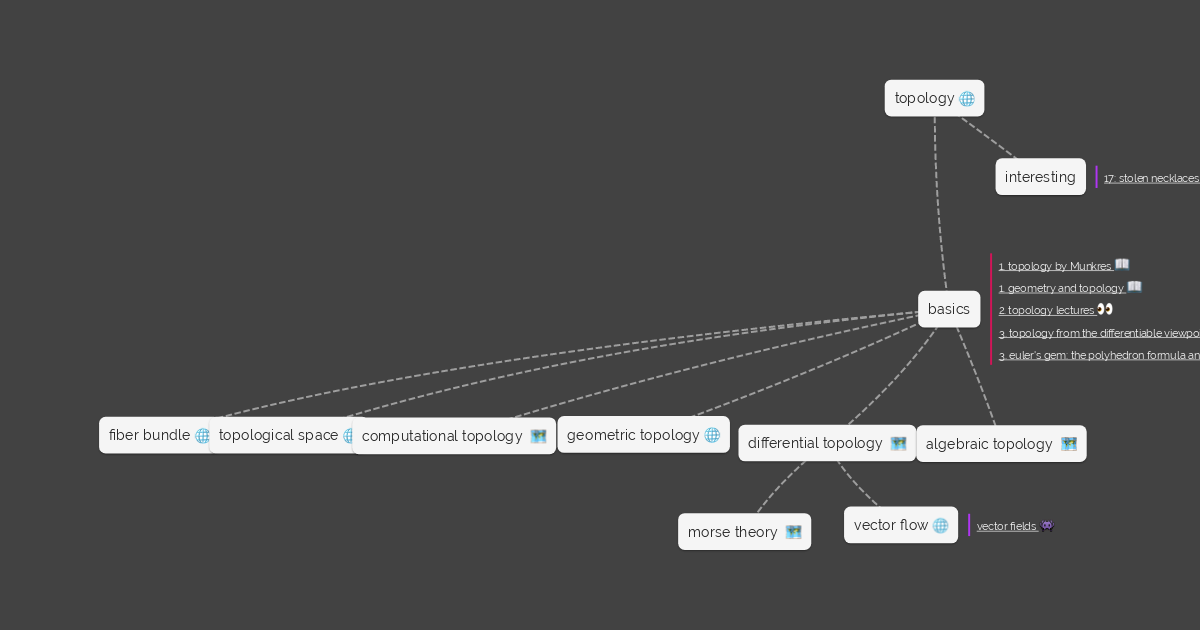 topology
interesting
17: stolen necklaces
basics
1. topology by Munkres
1. geometry and topology
2. topology lectures
3. topology from the differentiable viewpo
3. euler's gem: the polyhedron formula an
fiber bundle
topological space
computational topology
geometric topology
differential topology
algebraic topology
morse theory
vector flow
vector fields